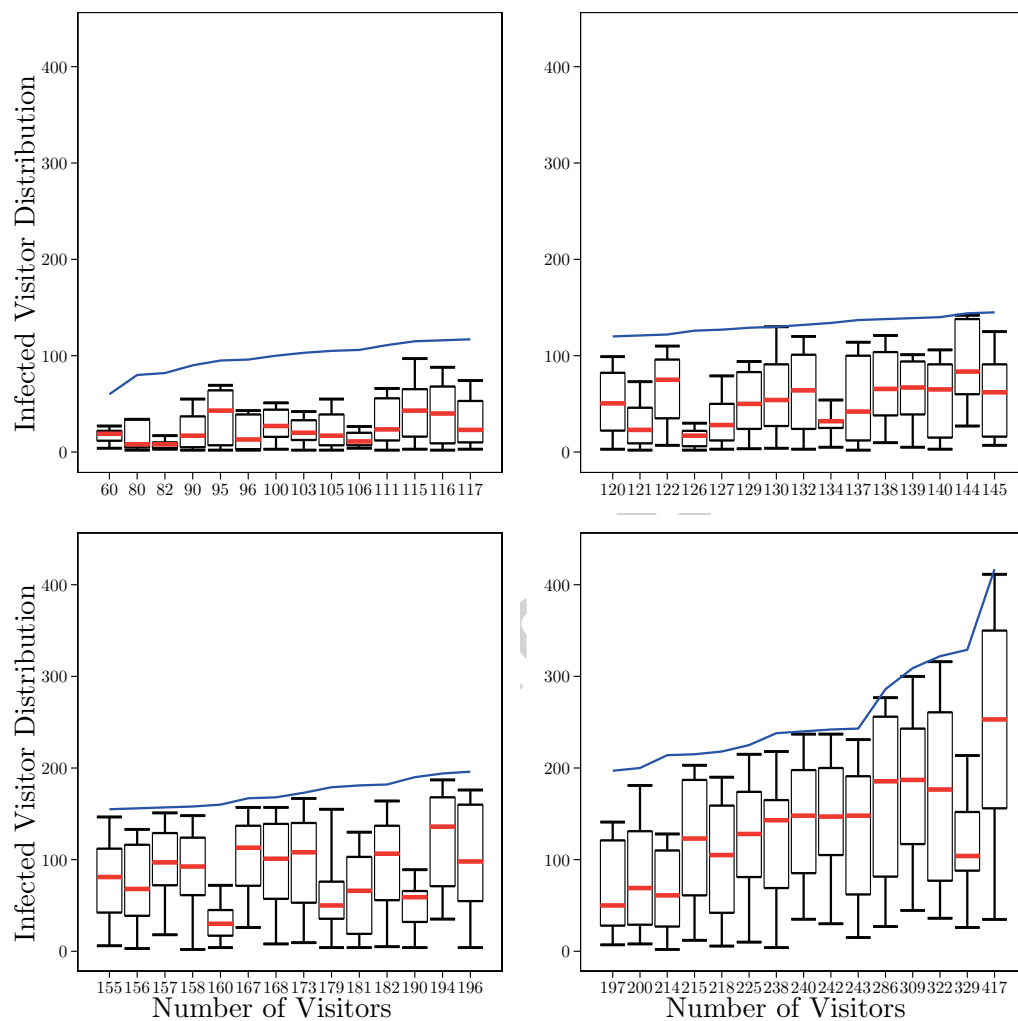 Infected Visitor Distribution
400
300
200
100
0
60 80 82 90 95 96 100 103 105 106 111 115 116 117
400
300
200
100
0
120 121 122 126 127 129 130 132 134 137 138 139 140 144 145
Infected Visitor Distribution
400
300
200
100
0
155 156 157 158 160 167 168 173 179 181 182 190 194 196
Number of Visitors
400
300
200
100
0
197 200 214 215 218 225 238 240 242 243 286 309 322 329 417
Number of Visitors